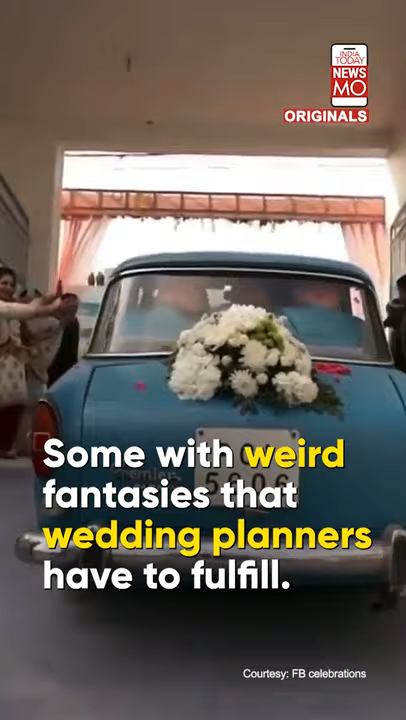 INDIA
TODAY
NEWS
MO
ORIGINALS
Some with weird
fantasies that
wedding planners
have to fulfill.
Courtesy: FB celebrations